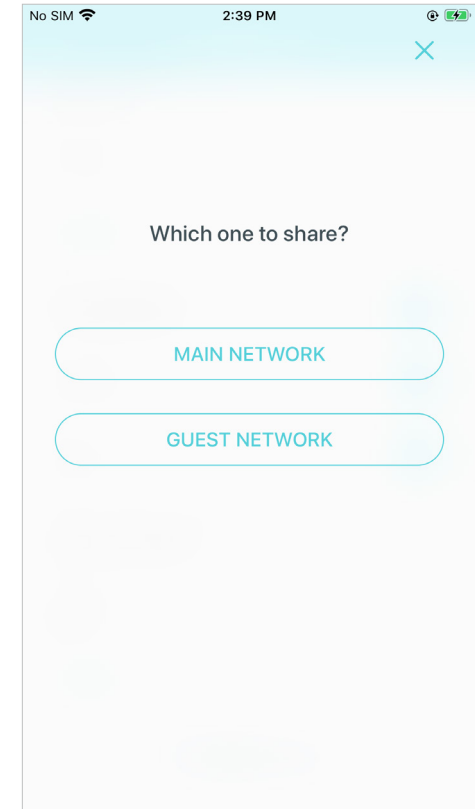 No SIM 2:39 PM
Which one to share?
MAIN NETWORK
GUEST NETWORK